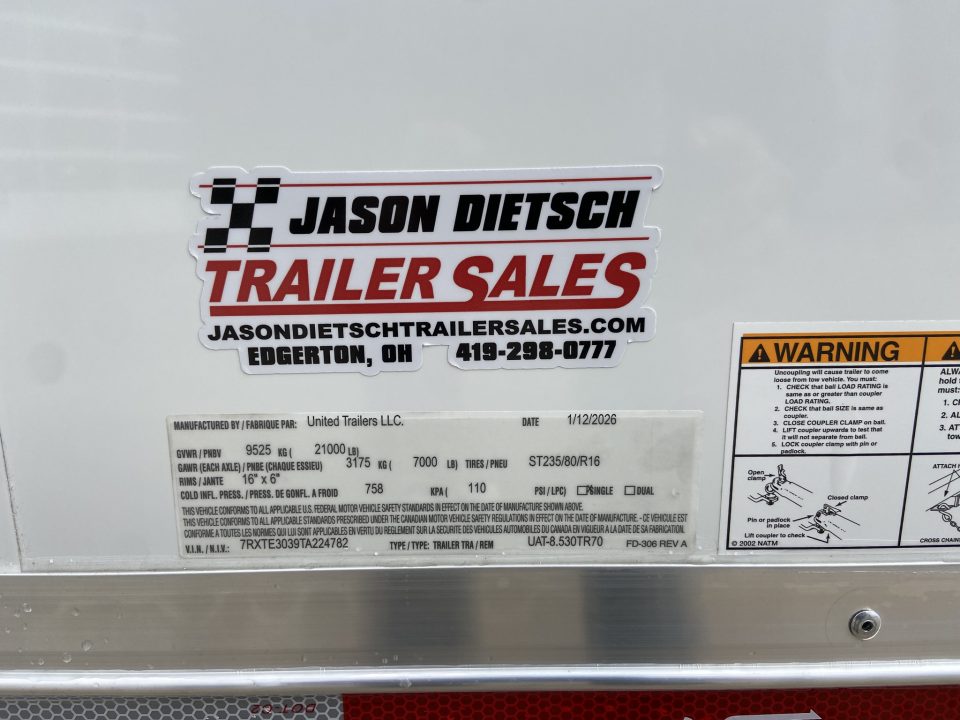 JASON DIETSCH
TRAILER SALES
JASONDIETSCHTRAILERSALES.COM
EDGERTON, OH 419-298-0777
MANUFACTURED BY / FABRIQUE PAR: United Trailers LLC. DATE 1/12/2026
GVWR / PNBV 9525 KG ( 21000 LB)
GAWR (EACH AXLE) / PNBE (CHAQUE ESSIEU) 3175 KG ( 7000 LB) TIRES / PNEU ST235/80/R16
RIMS / JANTE 16" x 6"
COLD INFL. PRESS. / PRESS. DE GONFL. A FROID 758 KPA ( 110 PSI / LPC) SINGLE DUAL
THIS VEHICLE CONFORMS TO ALL APPLICABLE U.S. FEDERAL MOTOR VEHICLE SAFETY STANDARDS IN EFFECT ON THE DATE OF MANUFACTURE SHOWN ABOVE.
THIS VEHICLE CONFORMS TO ALL APPLICABLE STANDARDS PRESCRIBED UNDER THE CANADIAN MOTOR VEHICLE SAFETY REGULATIONS IN EFFECT ON THE DATE OF MANUFACTURE. - CE VEHICULE EST
CONFORME A TOUTES LES NORMES QUI LUI SONT APPLICABLES EN VERTU DU REGLEMENT SUR LA SECURITE DES VEHICULES AUTOMOBILES DU CANADA EN VIGUEUR A LA DATE DE SA FABRICATION.
V.I.N. / N.I.V.: 7RXTE3039TA224782 TYPE / TYPE: TRAILER TRA / REM UAT-8.530TR70 FD-306 REV A
WARNING
Uncoupling will cause trailer to come
loose from tow vehicle. You must:
1. CHECK that ball LOAD RATING is
same as or greater than coupler
LOAD RATING.
2. CHECK that ball SIZE is same as
coupler.
3. CLOSE COUPLER CLAMP on ball.
4. LIFT coupler upwards to test that
it will not separate from ball.
5. LOCK coupler clamp with pin or
padlock.
Open
clamp
Closed clamp
Pin or padlock
in place
Lift coupler to check
© 2002 NATM
hold
must:
1.
2.
3.
ATTACH
CROSS
DOT-C2